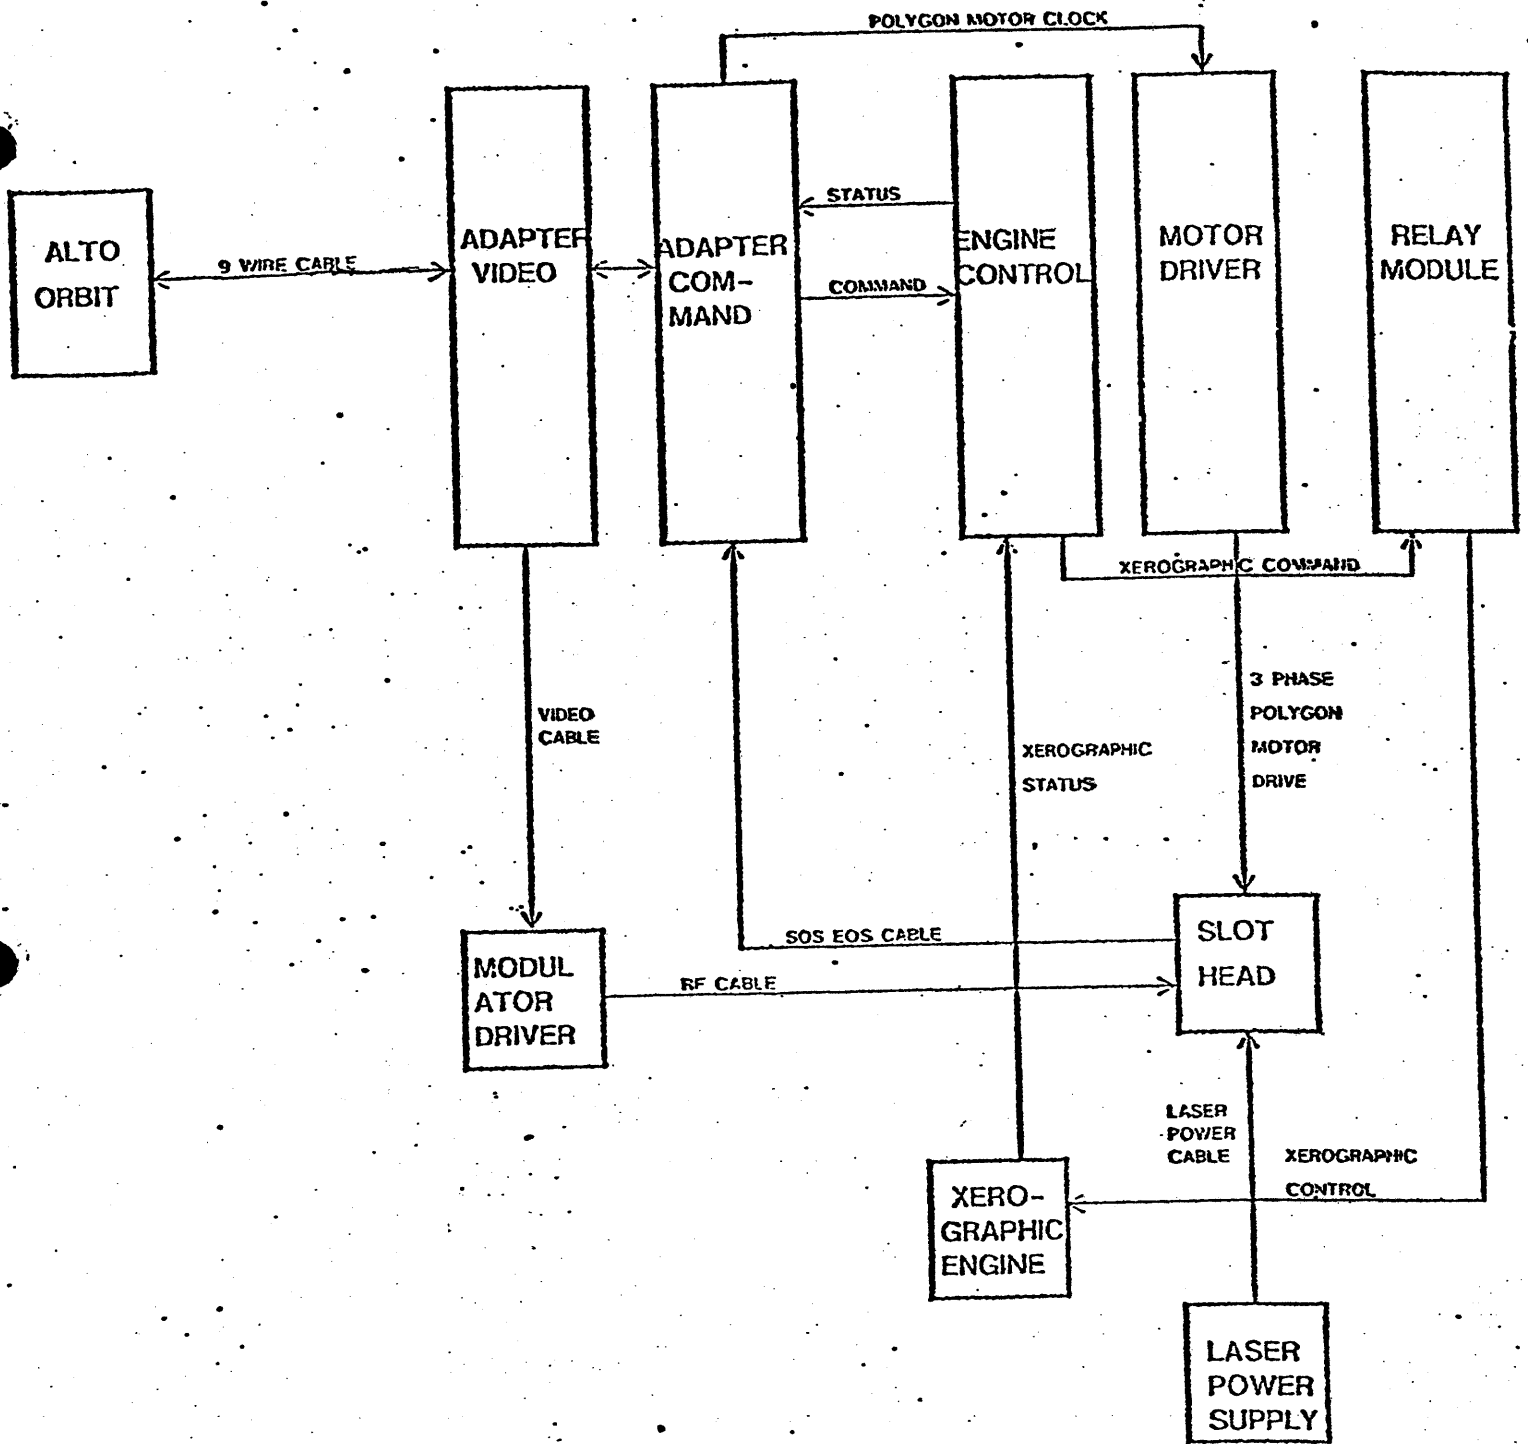 POLYGON MOTOR CLOCK
ALTO
ORBIT
9 WIRE CABLE
ADAPTER
VIDEO
ADAPTER
COM-
MAND
STATUS
COMMAND
ENGINE
CONTROL
MOTOR
DRIVER
RELAY
MODULE
XEROGRAPHIC COMMAND
VIDEO
CABLE
XEROGRAPHIC
STATUS
3 PHASE
POLYGON
MOTOR
DRIVE
SOS EOS CABLE
RF CABLE
SLOT
HEAD
MODUL
ATOR
DRIVER
LASER
POWER
CABLE
XEROGRAPHIC
CONTROL
XERO-
GRAPHIC
ENGINE
LASER
POWER
SUPPLY